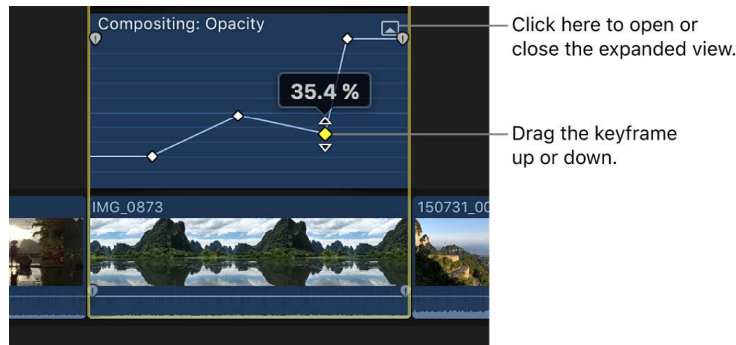 Compositing: Opacity
Click here to open or
close the expanded view.
35.4 %
Drag the keyframe
up or down.
IMG_0873